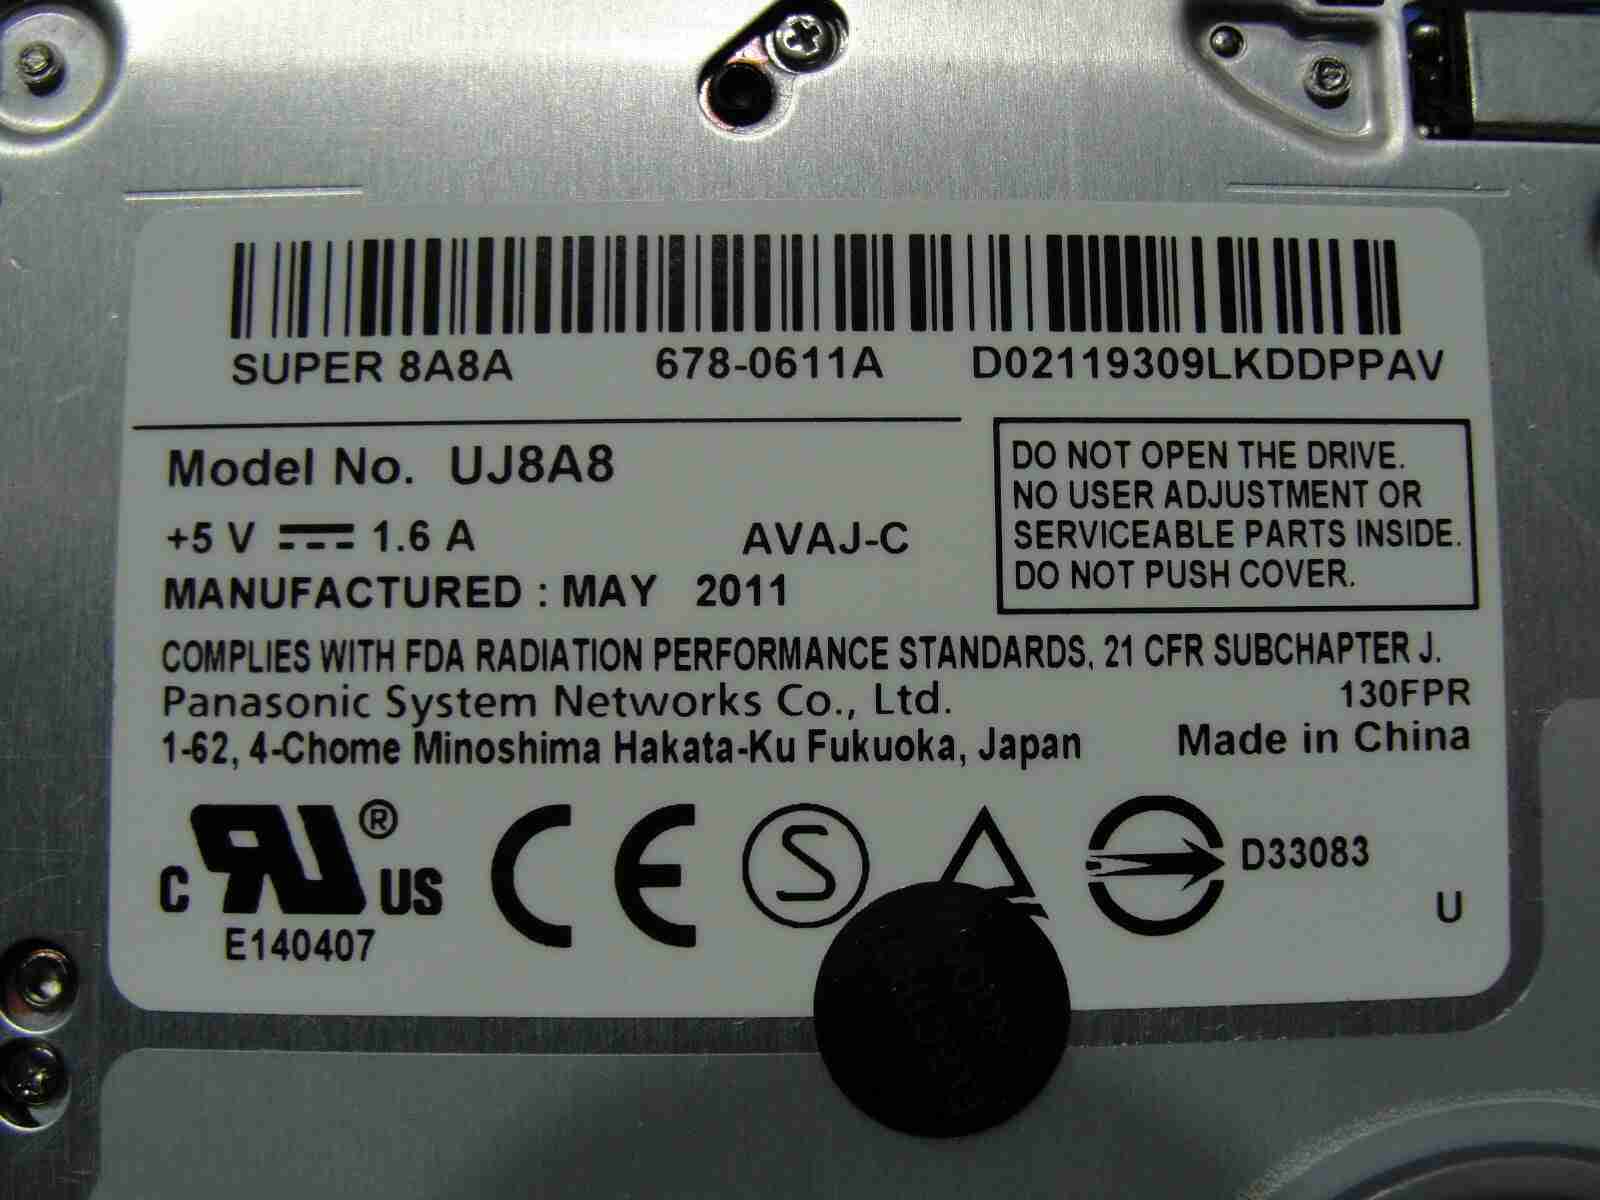 SUPER 8A8A 678-0611A D02119309LKDDPPAV
Model No. UJ8A8
+5 V 1.6 A AVAJ-C
MANUFACTURED : MAY 2011
DO NOT OPEN THE DRIVE.
NO USER ADJUSTMENT OR
SERVICEABLE PARTS INSIDE.
DO NOT PUSH COVER.
COMPLIES WITH FDA RADIATION PERFORMANCE STANDARDS, 21 CFR SUBCHAPTER J.
Panasonic System Networks Co., Ltd. 130FPR
1-62, 4-Chome Minoshima Hakata-Ku Fukuoka, Japan Made in China
C RU ® US CE S D33083
E140407 U